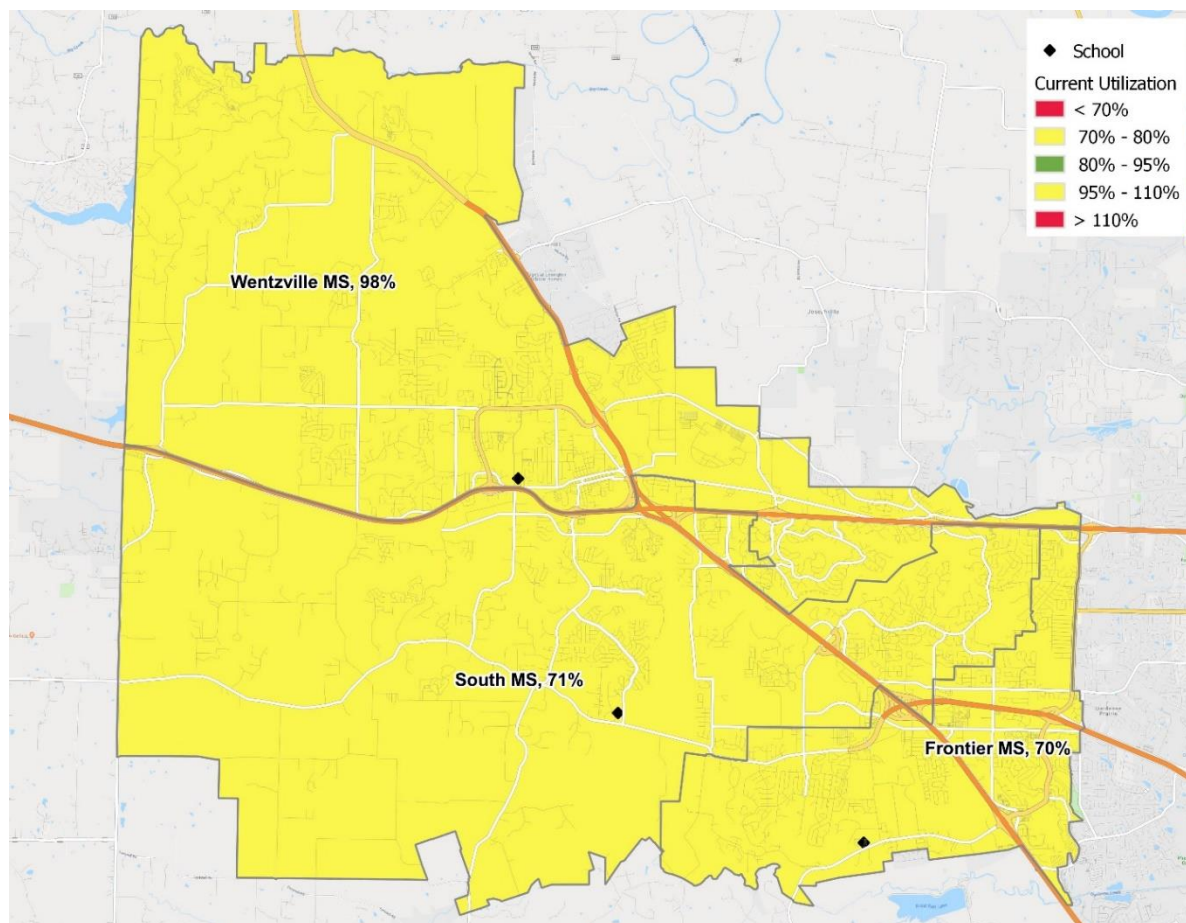 School
Current Utilization
< 70%
70% - 80%
80% - 95%
95% - 110%
> 110%
Wentzville MS, 98%
South MS, 71%
Frontier MS, 70%